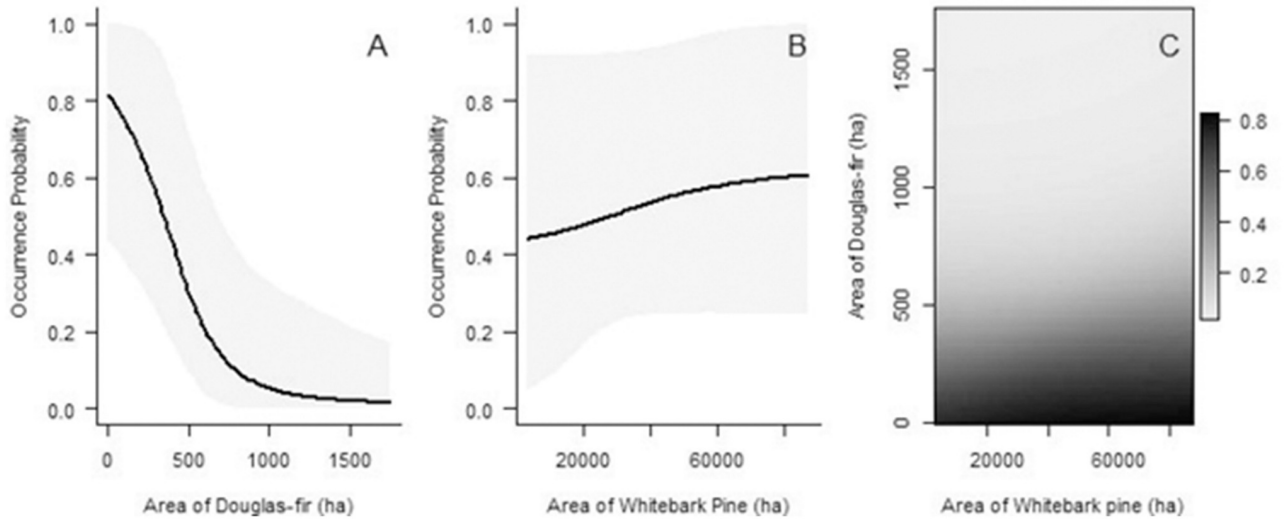 A
1.0
0.8
0.6
0.4
0.2
0.0
Occurrence Probability
0 500 1000 1500
Area of Douglas-fir (ha)
B
1.0
0.8
0.6
0.4
0.2
0.0
Occurrence Probability
20000 60000
Area of Whitebark Pine (ha)
C
1500
1000
500
0
Area of Douglas-fir (ha)
20000 60000
Area of Whitebark pine (ha)
0.8
0.6
0.4
0.2